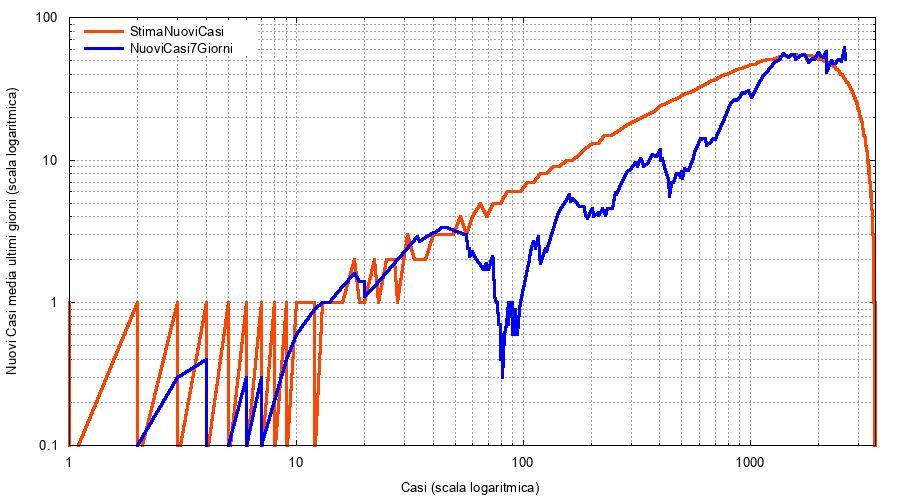 100
StimaNuoviCasi
NuoviCasi7Giorni
10
1
0.1
1
10
100
1000
Nuovi Casi media ultimi giorni (scala logaritmica)
Casi (scala logaritmica)